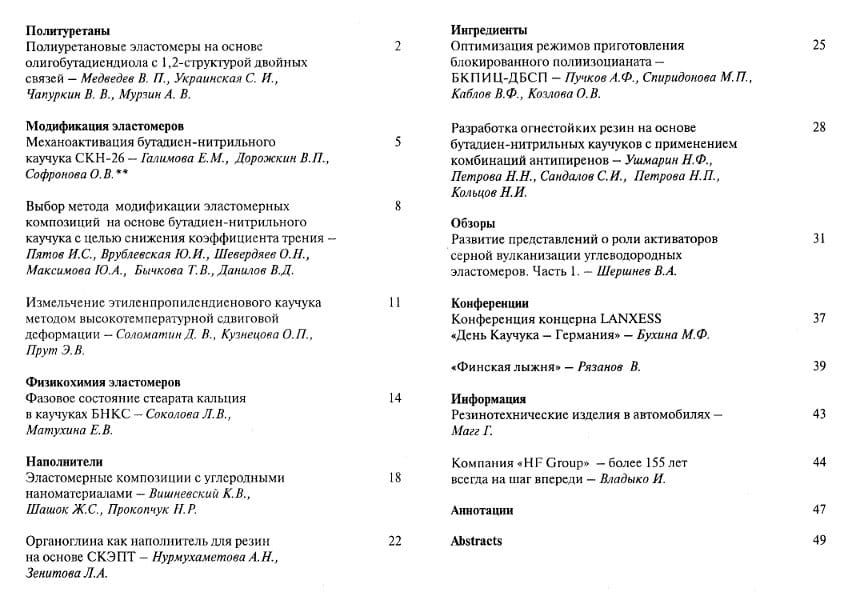 Политуретаны
Полиуретановые эластомеры на основе 2
олигобутадиендиола с 1,2-структурой двойных
связей – Медведев В. П., Украинская С. И.,
Чапуркин В. В., Мурзин А. В.
Модификация эластомеров
Механоактивация бутадиен-нитрильного 5
каучука СКН-26 – Галимова Е.М., Дорожкин В.П.,
Софронова О.В.**
Выбор метода модификации эластомерных 8
композиций на основе бутадиен-нитрильного
каучука с целью снижения коэффициента трения –
Пятов И.С., Врублевская Ю.И., Шевердяев О.Н.,
Максимова Ю.А., Бычкова Т.В., Данилов В.Д.
Измельчение этиленпропилендиенового каучука 11
методом высокотемпературной сдвиговой
деформации – Соломатин Д. В., Кузнецова О.П.,
Прут Э.В.
Физикохимия эластомеров
Фазовое состояние стеарата кальция 14
в каучуках БНКС – Соколова Л.В.,
Матухина Е.В.
Наполнители
Эластомерные композиции с углеродными 18
наноматериалами – Вишневский К.В.,
Шашок Ж.С., Прокопчук Н.Р.
Органоглина как наполнитель для резин 22
на основе СКЭПТ – Нурмухаметова А.Н.,
Зенитова Л.А.
Ингредиенты
Оптимизация режимов приготовления 25
блокированного полиизоцианата –
БКПИЦ-ДБСП – Пучков А.Ф., Спиридонова М.П.,
Каблов В.Ф., Козлова О.В.
Разработка огнестойких резин на основе 28
бутадиен-нитрильных каучуков с применением
комбинаций антипиренов – Ушмарин Н.Ф.,
Петрова Н.Н., Сандалов С.И., Петрова Н.П.,
Кольцов Н.И.
Обзоры
Развитие представлений о роли активаторов 31
серной вулканизации углеводородных
эластомеров. Часть 1. – Шершнев В.А.
Конференции
Конференция концерна LANXESS 37
«День Каучука – Германия» – Бухина М.Ф.
«Финская лыжня» – Рязанов В. 39
Информация
Резинотехнические изделия в автомобилях – 43
Магг Г.
Компания «HF Group» – более 155 лет 44
всегда на шаг впереди – Владыко И.
Аннотации 47
Abstracts 49